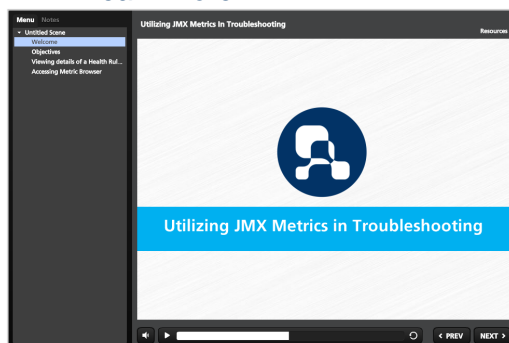 Menu Notes
Utilizing JMX Metrics In Troubleshooting
Resources
Untitled Scene
Welcome
Objectives
Viewing details of a Health Rul...
Accessing Metric Browser
Utilizing JMX Metrics in Troubleshooting
< PREV NEXT >